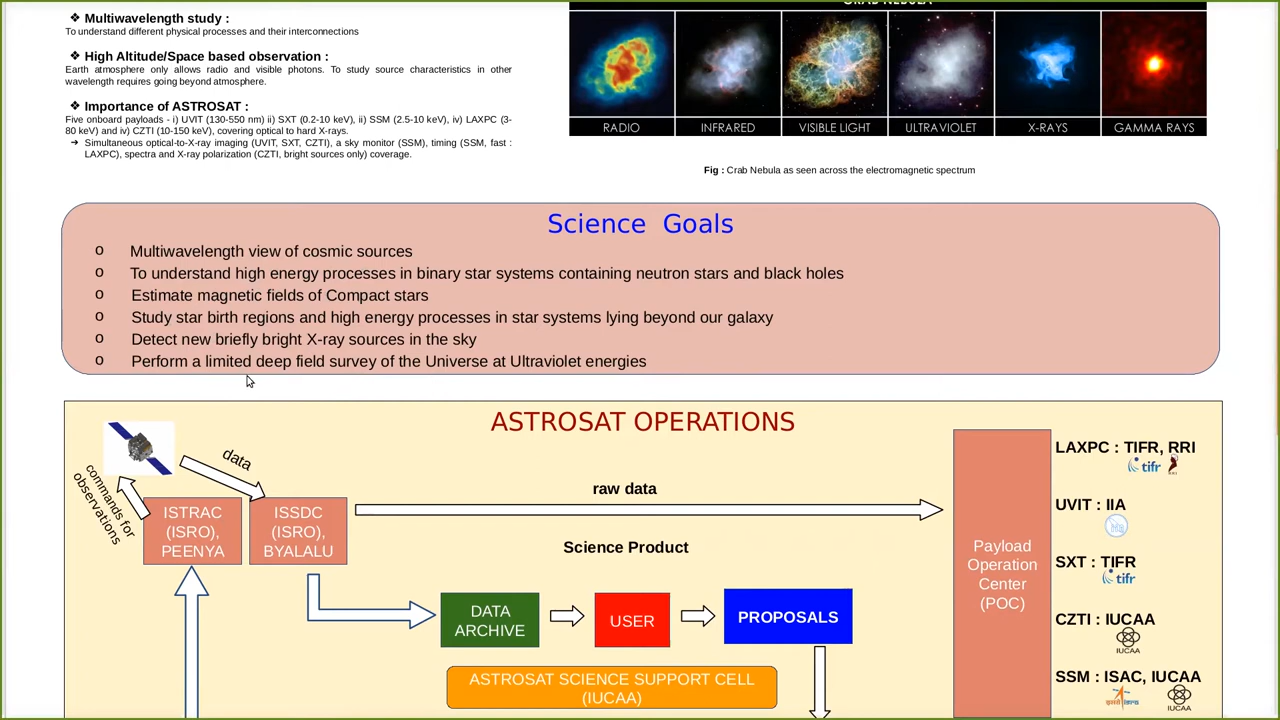 ❖ Multiwavelength study :
To understand different physical processes and their interconnections
❖ High Altitude/Space based observation :
Earth atmosphere only allows radio and visible photons. To study source characteristics in other
wavelength requires going beyond atmosphere.
❖ Importance of ASTROSAT :
Five onboard payloads - i) UVIT (130-550 nm) ii) SXT (0.2-10 keV), ii) SSM (2.5-10 keV), iv) LAXPC (3-
80 keV) and iv) CZTI (10-150 keV), covering optical to hard X-rays.
➔ Simultaneous optical-to-X-ray imaging (UVIT, SXT, CZTI), a sky monitor (SSM), timing (SSM, fast :
LAXPC), spectra and X-ray polarization (CZTI, bright sources only) coverage.
CRAB NEBULA
RADIO INFRARED VISIBLE LIGHT ULTRAVIOLET X-RAYS GAMMA RAYS
Fig : Crab Nebula as seen across the electromagnetic spectrum
Science Goals
o Multiwavelength view of cosmic sources
o To understand high energy processes in binary star systems containing neutron stars and black holes
o Estimate magnetic fields of Compact stars
o Study star birth regions and high energy processes in star systems lying beyond our galaxy
o Detect new briefly bright X-ray sources in the sky
o Perform a limited deep field survey of the Universe at Ultraviolet energies
ASTROSAT OPERATIONS
commands for
observations
data
ISTRAC
(ISRO),
PEENYA
ISSDC
(ISRO),
BYALALU
raw data
Science Product
DATA
ARCHIVE
USER
PROPOSALS
ASTROSAT SCIENCE SUPPORT CELL
(IUCAA)
Payload
Operation
Center
(POC)
LAXPC : TIFR, RRI
tifr
RRI
UVIT : IIA
SXT : TIFR
tifr
CZTI : IUCAA
IUCAA
SSM : ISAC, IUCAA
isro
IUCAA